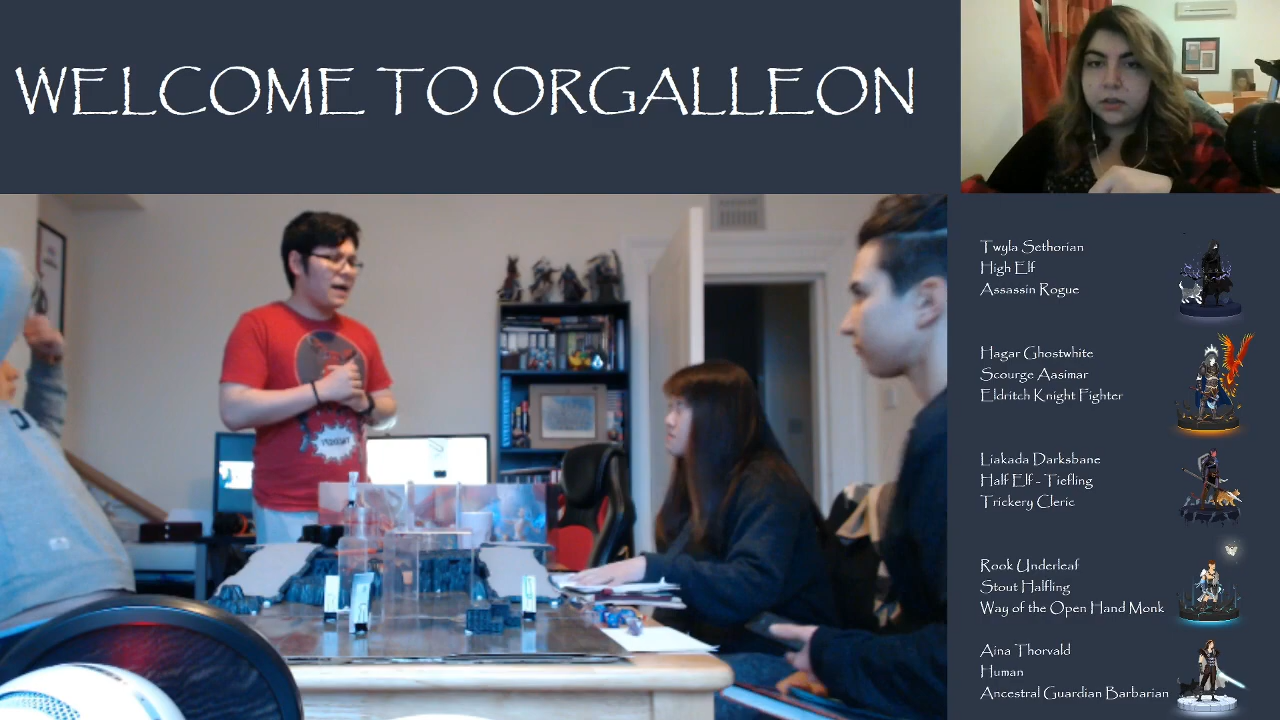 WELCOME TO ORGALLEON
Twyla Sethorian
High Elf
Assassin Rogue
Hagar Ghostwhite
Scourge Aasimar
Eldritch Knight Fighter
Liakada Darksbane
Half Elf - Tiefling
Trickery Cleric
Rook Underleaf
Stout Halfling
Way of the Open Hand Monk
Aina Thorvald
Human
Ancestral Guardian Barbarian